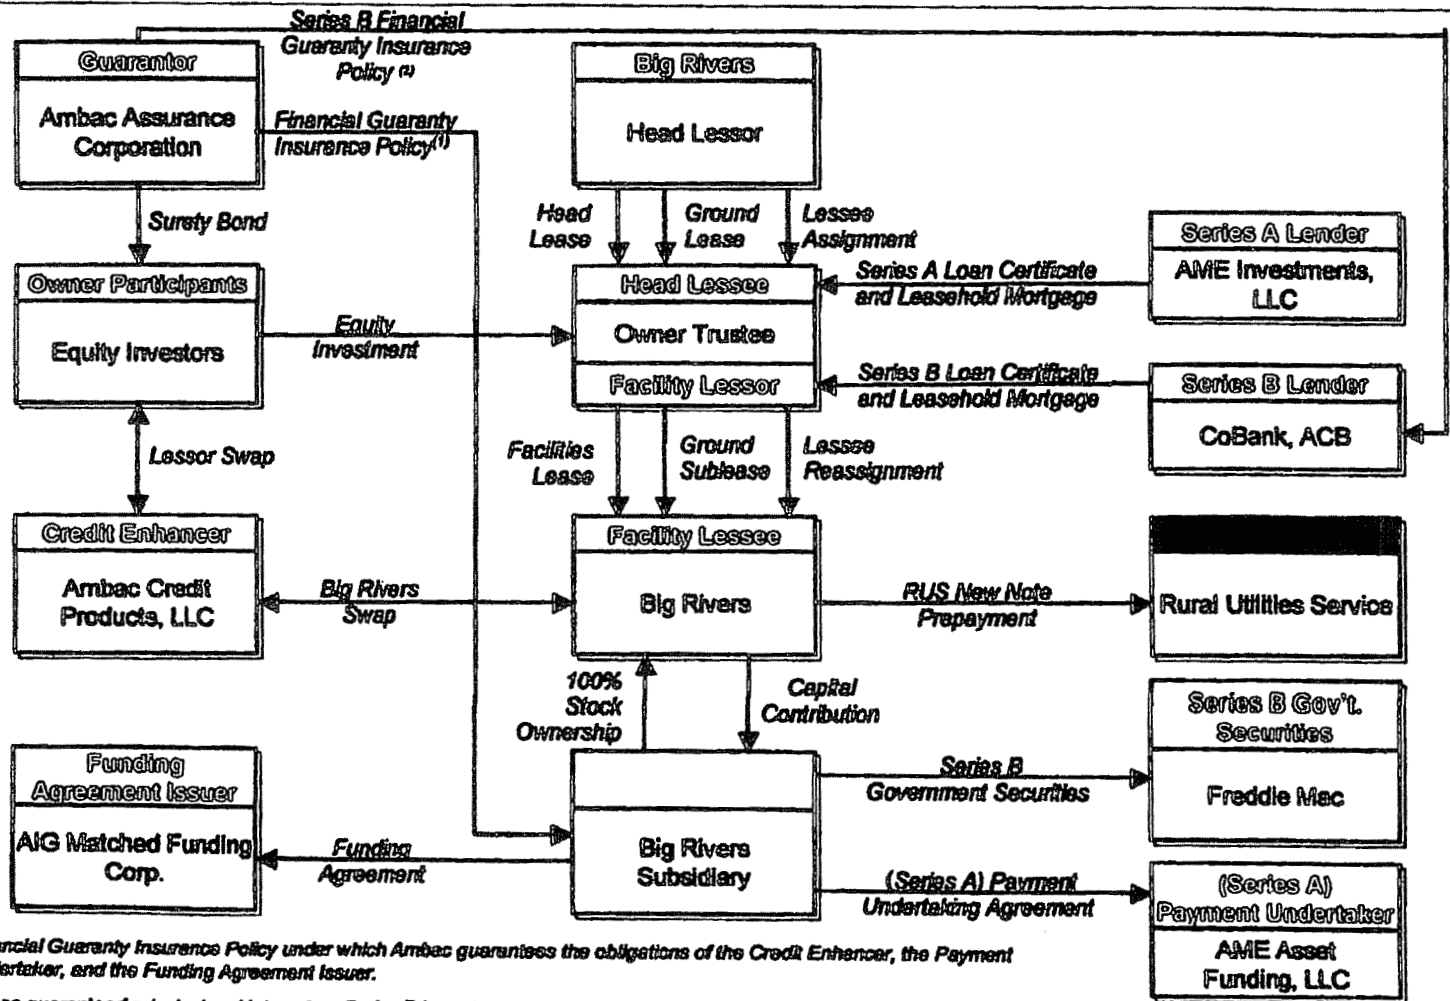 Series B Financial
Guaranty Insurance
Policy (2)
Guarantor
Ambac Assurance
Corporation
Financial Guaranty
Insurance Policy(1)
Big Rivers
Head Lessor
Surety Bond
Head
Lease
Ground
Lease
Lessee
Assignment
Series A Lender
AME Investments,
LLC
Series A Loan Certificate
and Leasehold Mortgage
Owner Participants
Equity Investors
Equity
Investment
Head Lessee
Owner Trustee
Facility Lessor
Series B Loan Certificate
and Leasehold Mortgage
Series B Lender
CoBank, ACB
Lessor Swap
Facilities
Lease
Ground
Sublease
Lessee
Reassignment
Credit Enhancer
Ambac Credit
Products, LLC
Big Rivers
Swap
Facility Lessee
Big Rivers
RUS New Note
Prepayment
Rural Utilities Service
100%
Stock
Ownership
Capital
Contribution
Series B Gov't.
Securities
Freddie Mac
Series B
Government Securities
Funding
Agreement Issuer
AIG Matched Funding
Corp.
Funding
Agreement
Big Rivers
Subsidiary
(Series A) Payment
Undertaking Agreement
(Series A)
Payment Undertaker
AME Asset
Funding, LLC
ncial Guaranty Insurance Policy under which Ambac guarantees the obligations of the Credit Enhancer, the Payment
ertaker, and the Funding Agreement Issuer.